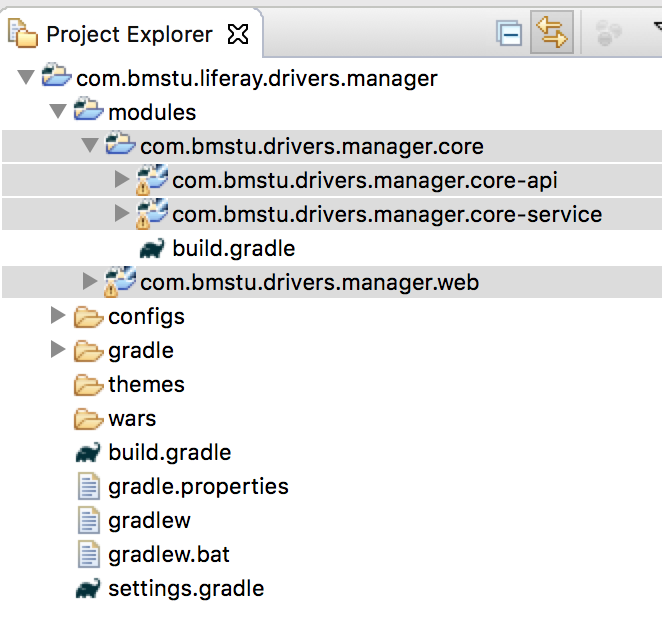 Project Explorer
com.bmstu.liferay.drivers.manager
modules
com.bmstu.drivers.manager.core
com.bmstu.drivers.manager.core-api
com.bmstu.drivers.manager.core-service
build.gradle
com.bmstu.drivers.manager.web
configs
gradle
themes
wars
build.gradle
gradle.properties
gradlew
gradlew.bat
settings.gradle